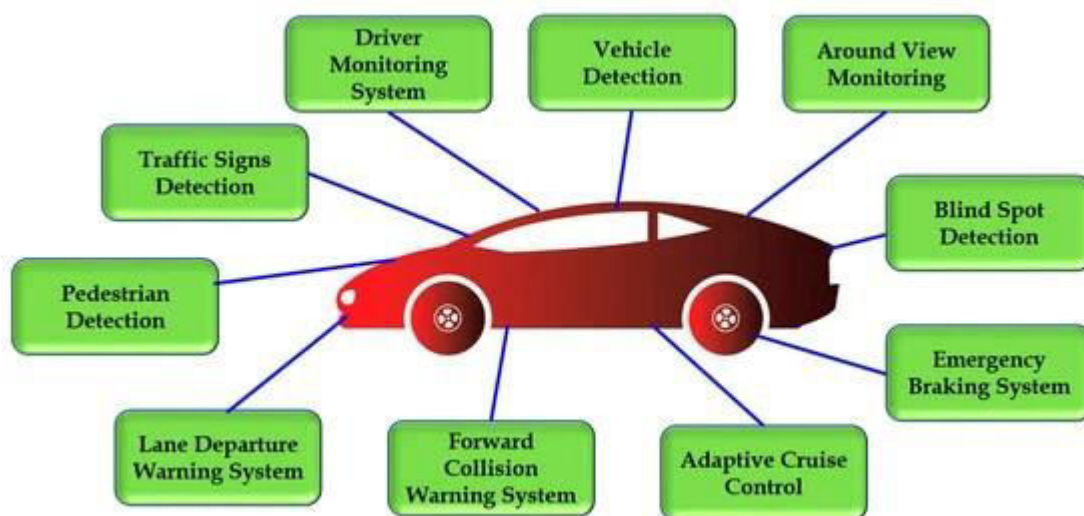 Driver
Monitoring
System
Vehicle
Detection
Around View
Monitoring
Traffic Signs
Detection
Blind Spot
Detection
Pedestrian
Detection
Emergency
Braking System
Lane Departure
Warning System
Forward
Collision
Warning System
Adaptive Cruise
Control